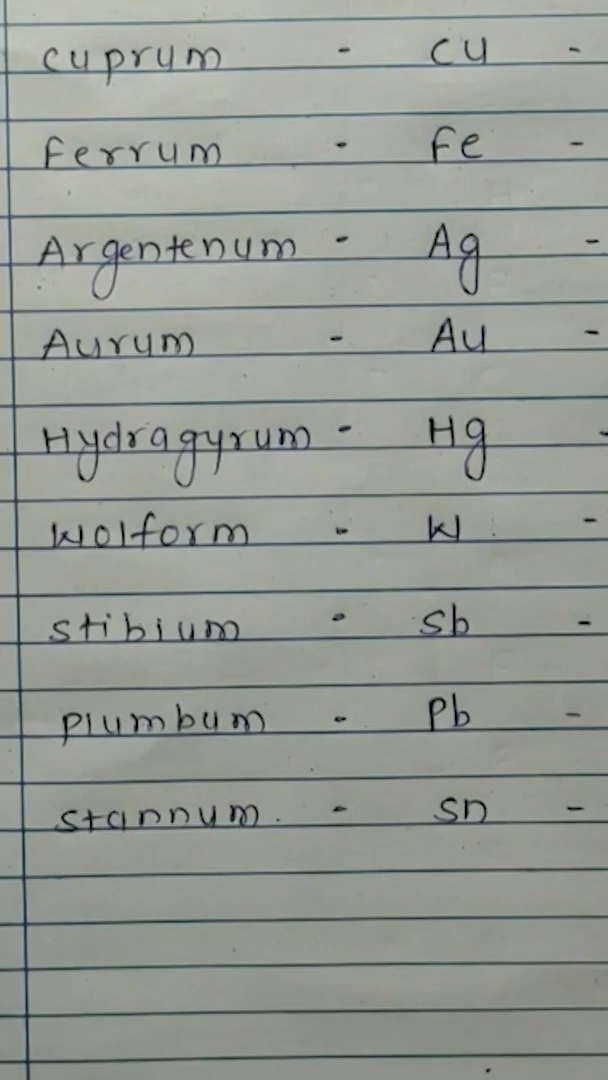 Cuprum - Cu -
Ferrum - Fe -
Argentenum - Ag -
Aurum - Au -
Hydragyrum - Hg -
Wolform - W -
Stibium - Sb -
Plumbum - Pb -
Stannum. - Sn -